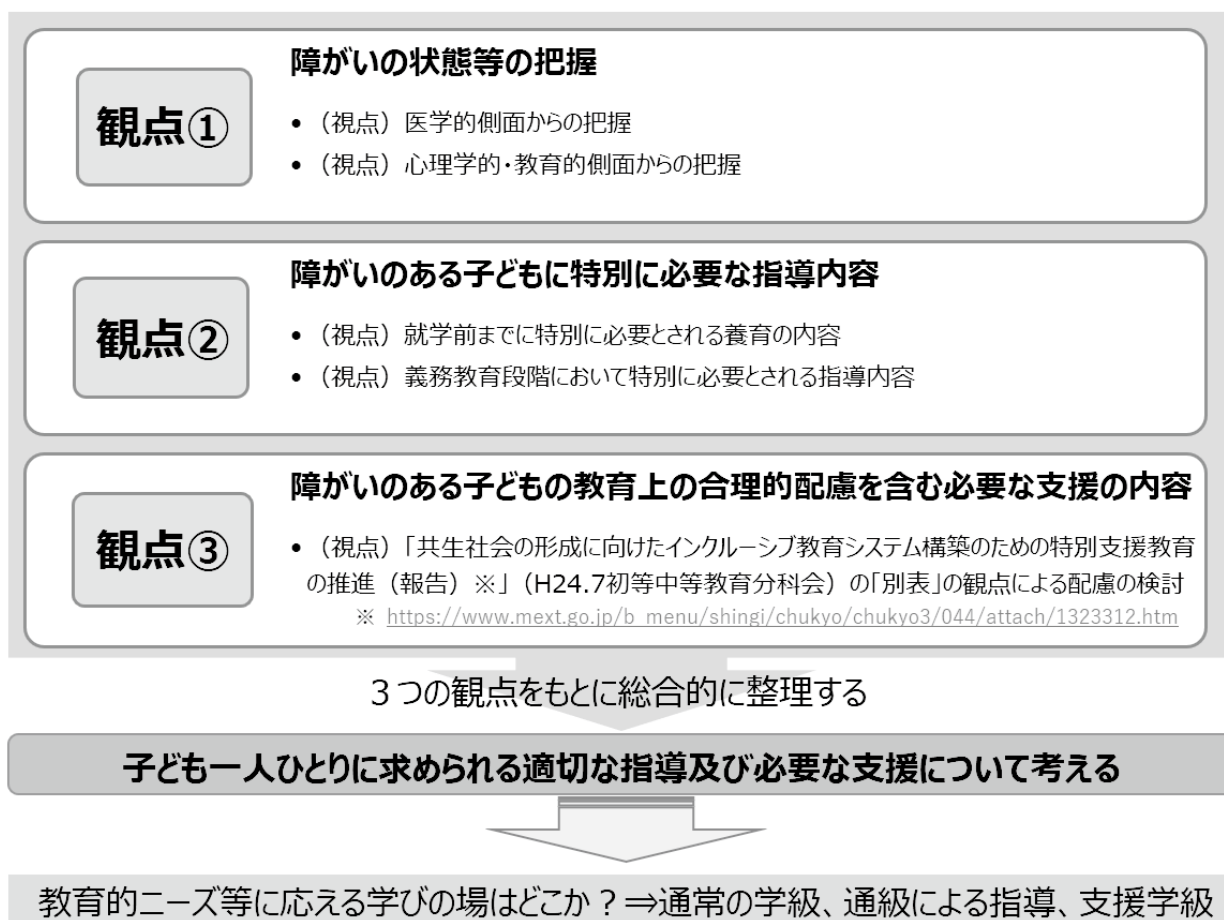 観点①
障がいの状態等の把握
• （視点）医学的側面からの把握
• （視点）心理学的・教育的側面からの把握
観点②
障がいのある子どもに特別に必要な指導内容
• （視点）就学前までに特別に必要とされる養育の内容
• （視点）義務教育段階において特別に必要とされる指導内容
観点③
障がいのある子どもの教育上の合理的配慮を含む必要な支援の内容
• （視点）「共生社会の形成に向けたインクルーシブ教育システム構築のための特別支援教育
の推進（報告）※」（H24.7初等中等教育分科会）の「別表」の観点による配慮の検討
※ https://www.mext.go.jp/b_menu/shingi/chukyo/chukyo3/044/attach/1323312.htm
３つの観点をもとに総合的に整理する
子ども一人ひとりに求められる適切な指導及び必要な支援について考える
教育的ニーズ等に応える学びの場はどこか？⇒通常の学級、通級による指導、支援学級